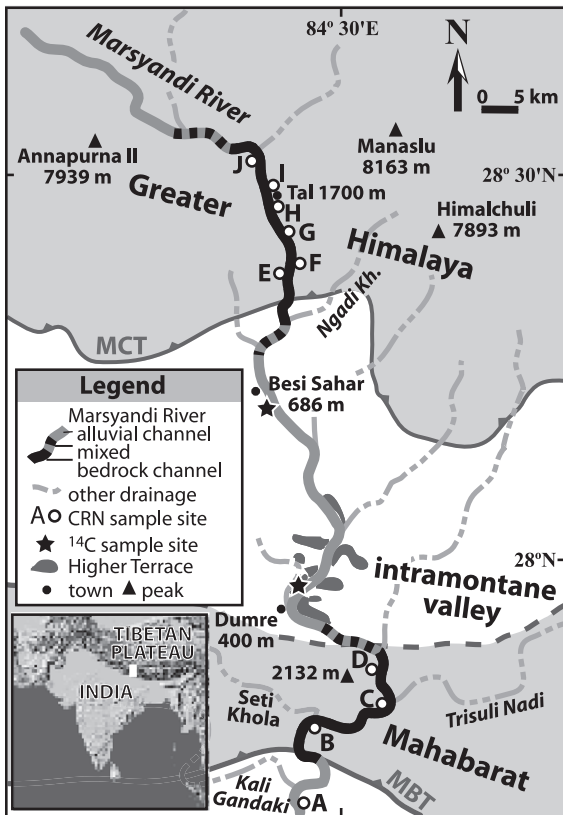 84° 30'E
Marsyandi River
N
0 5 km
Annapurna II
7939 m
Manaslu
8163 m
28° 30'N
J
I
Tal 1700 m
H
Greater
Himalchuli
7893 m
G
Himalaya
F
E
Ngadi Kh.
MCT
Legend
Marsyandi River
alluvial channel
mixed
bedrock channel
other drainage
A CRN sample site
14C sample site
Higher Terrace
town peak
Besi Sahar
686 m
28°N
intramontane
valley
Dumre
400 m
D
2132 m
C
Seti
Khola
Trisuli Nadi
B
Mahabarat
MBT
Kali
Gandaki
A
TIBETAN
PLATEAU
INDIA